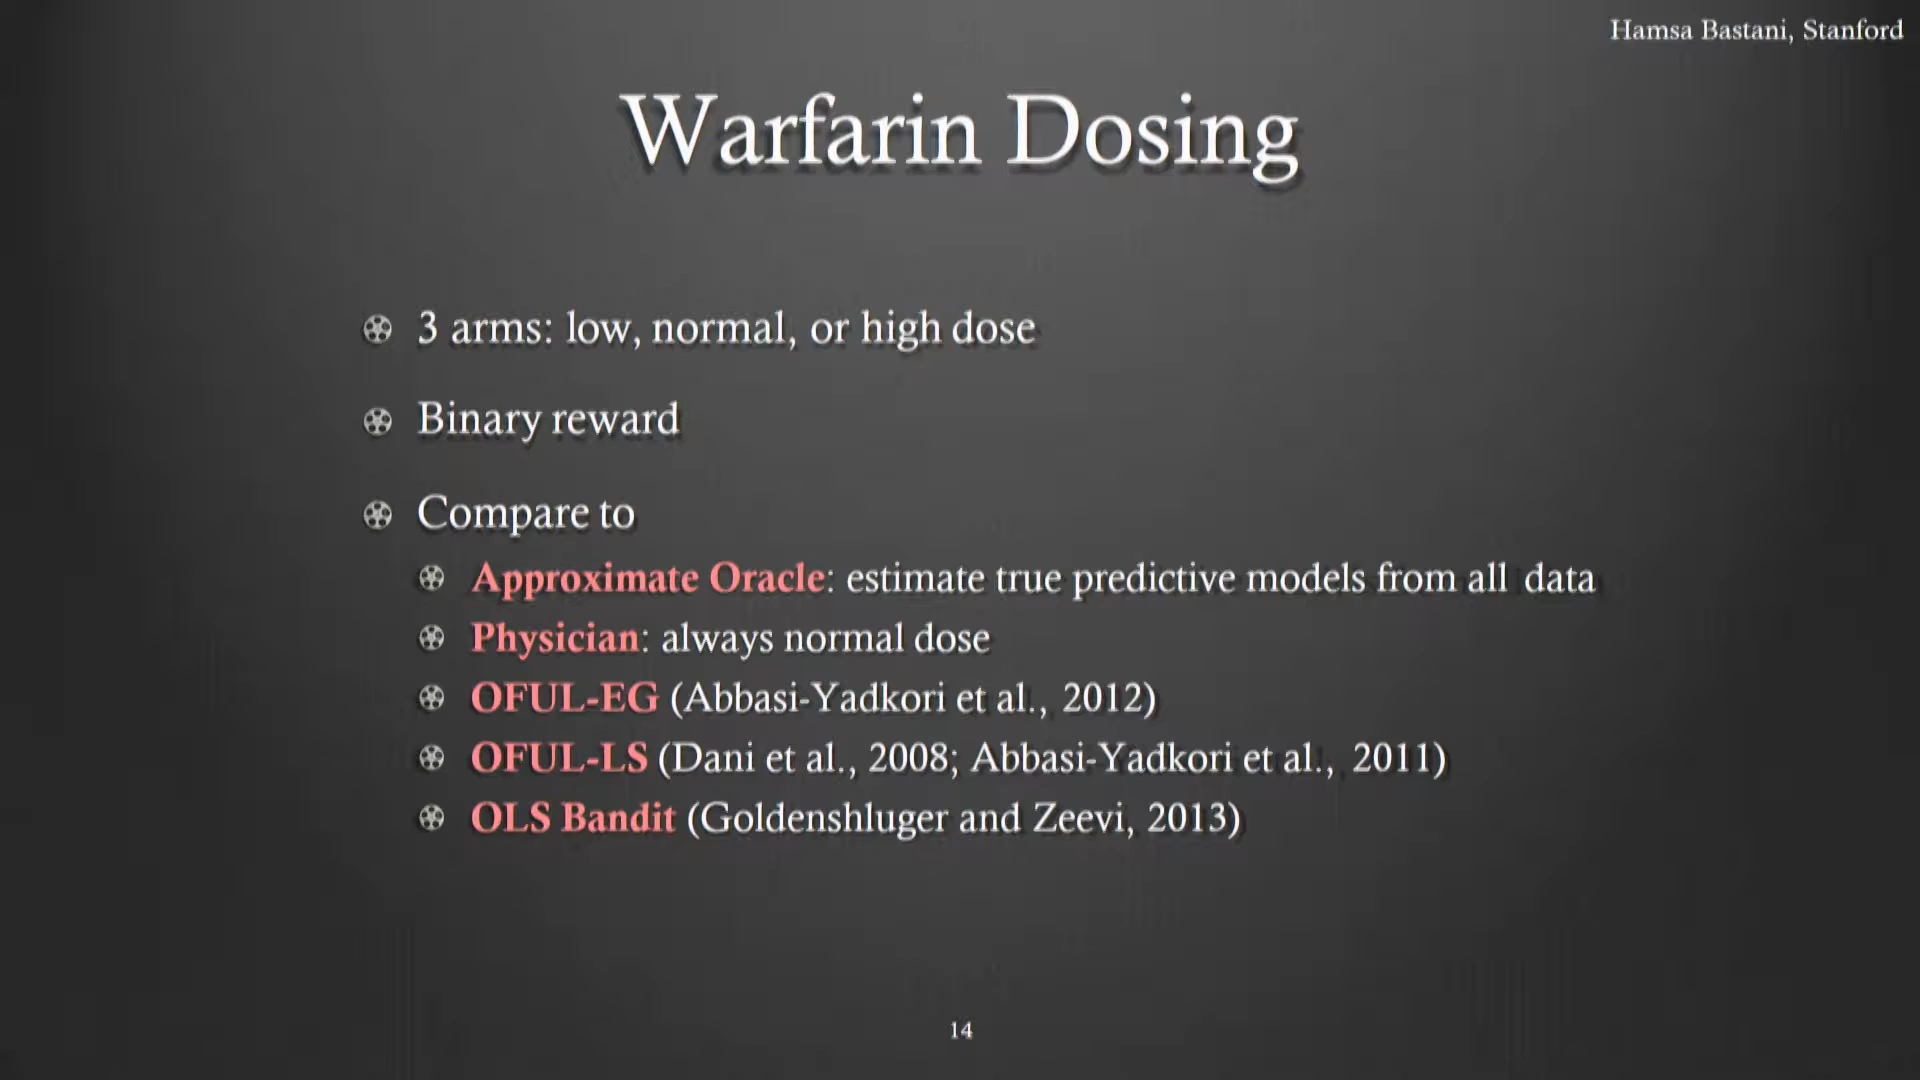 Hamsa Bastani, Stanford
Warfarin Dosing
3 arms: low, normal, or high dose
Binary reward
Compare to
Approximate Oracle: estimate true predictive models from all data
Physician: always normal dose
OFUL-EG (Abbasi-Yadkori et al., 2012)
OFUL-LS (Dani et al., 2008; Abbasi-Yadkori et al., 2011)
OLS Bandit (Goldenshluger and Zeevi, 2013)
14